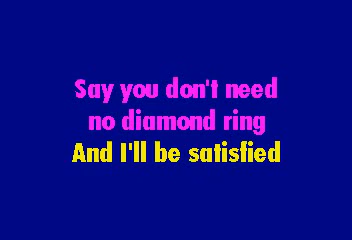 Say you don't need
no diamond ring
And I'll be satisfied